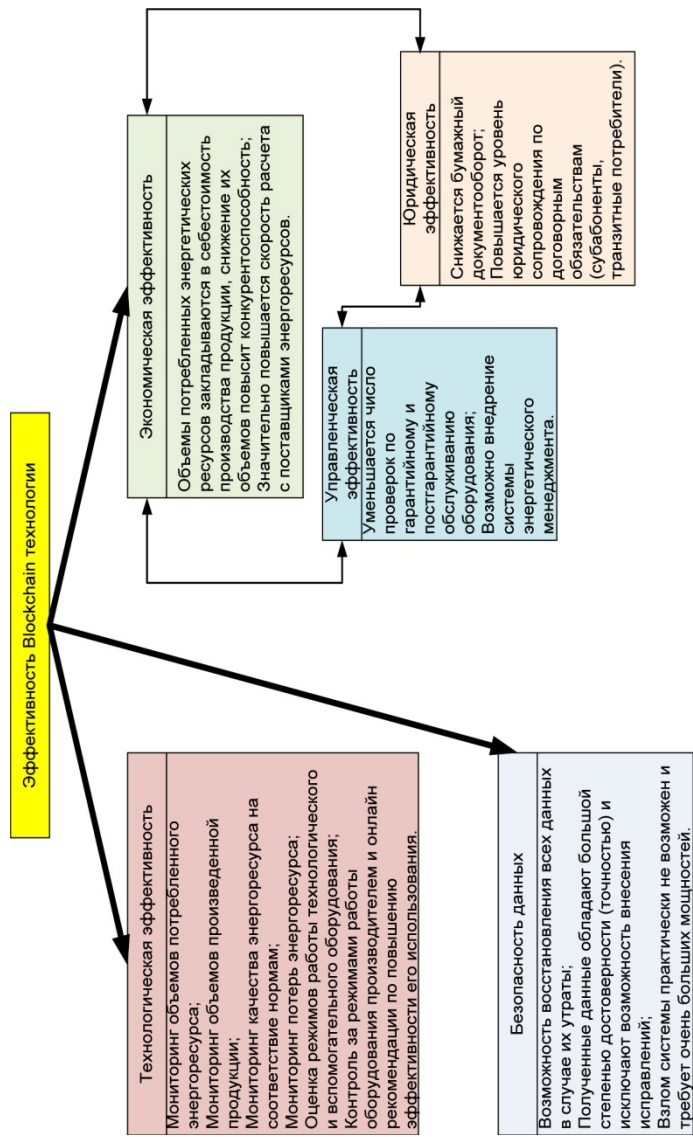 Эффективность Blockchain технологии
Технологическая эффективность
Мониторинг объемов потребленного
энергоресурса;
Мониторинг объемов произведенной
продукции;
Мониторинг качества энергоресурса на
соответствие нормам;
Мониторинг потерь энергоресурса;
Оценка режимов работы технологического
и вспомогательного оборудования;
Контроль за режимами работы
оборудования производителем и онлайн
рекомендации по повышению
эффективности его использования.
Экономическая эффективность
Объемы потребленных энергетических
ресурсов закладываются в себестоимость
производства продукции, снижение их
объемов повысит конкурентоспособность;
Значительно повышается скорость расчета
с поставщиками энергоресурсов.
Управленческая
эффективность
Уменьшается число
проверок по
гарантийному и
постгарантийному
обслуживанию
оборудования;
Возможно внедрение
системы
энергетического
менеджмента.
Юридическая
эффективность
Снижается бумажный
документооборот;
Повышается уровень
юридического
сопровождения по
договорным
обязательствам
(субабоненты,
транзитные потребители).
Безопасность данных
Возможность восстановления всех данных
в случае их утраты;
Полученные данные обладают большой
степенью достоверности (точностью) и
исключают возможность внесения
исправлений;
Взлом системы практически не возможен и
требует очень больших мощностей.